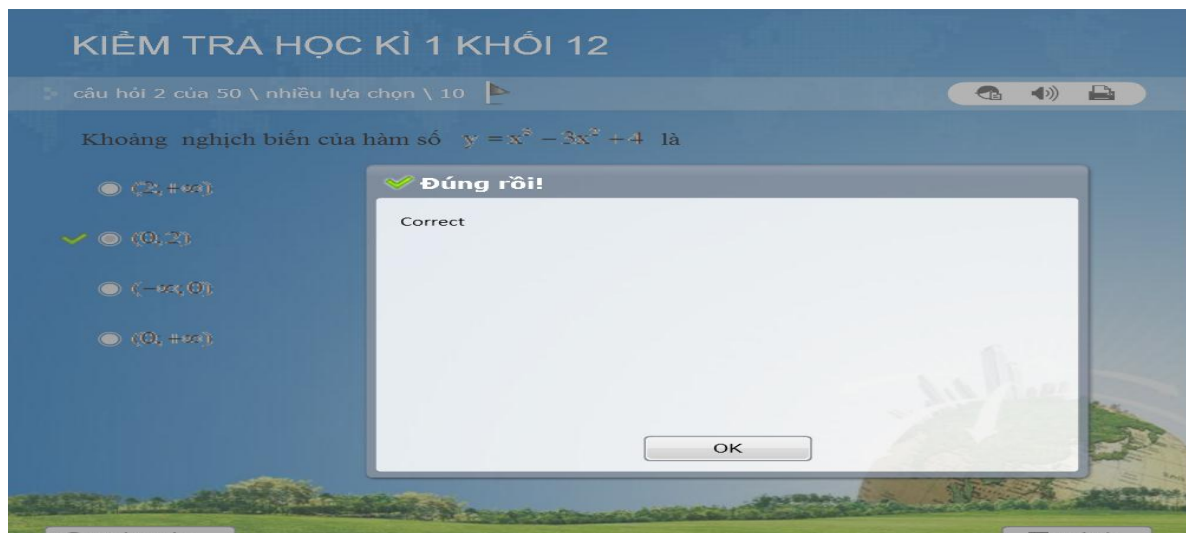 KIỂM TRA HỌC KÌ 1 KHỐI 12
câu hỏi 2 của 50 \ nhiều lựa chọn \ 10
Khoảng nghịch biến của hàm số y = x³ − 3x² + 4 là
(2; +∞)
(0; 2)
(−∞; 0)
(0; +∞)
Đúng rồi!
Correct
OK